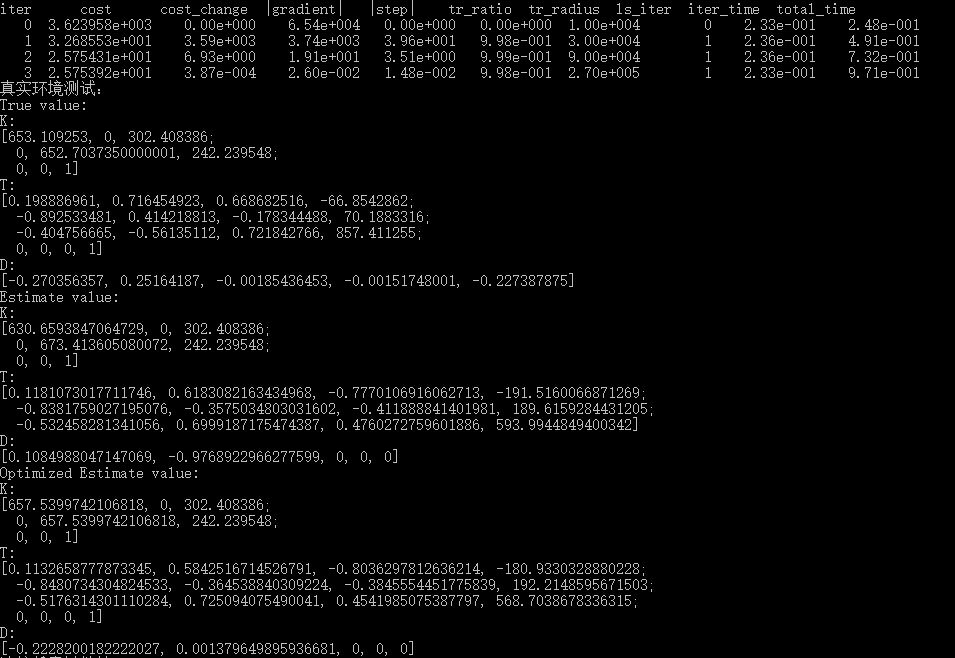 iter cost cost_change |gradient| |step| tr_ratio tr_radius ls_iter iter_time total_time
0 3.623958e+003 0.00e+000 6.54e+004 0.00e+000 0.00e+000 1.00e+004 0 2.33e-001 2.48e-001
1 3.268553e+001 3.59e+003 3.74e+003 3.96e+001 9.98e-001 3.00e+004 1 2.36e-001 4.91e-001
2 2.575431e+001 6.93e+000 1.91e+001 3.51e+000 9.99e-001 9.00e+004 1 2.36e-001 7.32e-001
3 2.575392e+001 3.87e-004 2.60e-002 1.48e-002 9.98e-001 2.70e+005 1 2.33e-001 9.71e-001
真实环境测试:
True value:
K:
[653.109253, 0, 302.408386;
0, 652.7037350000001, 242.239548;
0, 0, 1]
T:
[0.198886961, 0.716454923, 0.668682516, -66.8542862;
-0.892533481, 0.414218813, -0.178344488, 70.1883316;
-0.404756665, -0.56135112, 0.721842766, 857.411255;
0, 0, 0, 1]
D:
[-0.270356357, 0.25164187, -0.00185436453, -0.00151748001, -0.227387875]
Estimate value:
K:
[630.6593847064729, 0, 302.408386;
0, 673.413605080072, 242.239548;
0, 0, 1]
T:
[0.1181073017711746, 0.6183082163434968, -0.7770106916062713, -191.5160066871269;
-0.8381759027195076, -0.3575034803031602, -0.411888841401981, 189.6159284431205;
-0.532458281341056, 0.6999187175474387, 0.4760272759601886, 593.9944849400342]
D:
[0.1084988047147069, -0.9768922966277599, 0, 0, 0]
Optimized Estimate value:
K:
[657.5399742106818, 0, 302.408386;
0, 657.5399742106818, 242.239548;
0, 0, 1]
T:
[0.1132658777873345, 0.5842516714526791, -0.8036297812636214, -180.9330328880228;
-0.8480734304824533, -0.364538840309224, -0.3845554451775839, 192.2148595671503;
-0.5176314301110284, 0.725094075490041, 0.4541985075387797, 568.7038678336315;
0, 0, 0, 1]
D:
[-0.2228200182222027, 0.001379649895936681, 0, 0, 0]